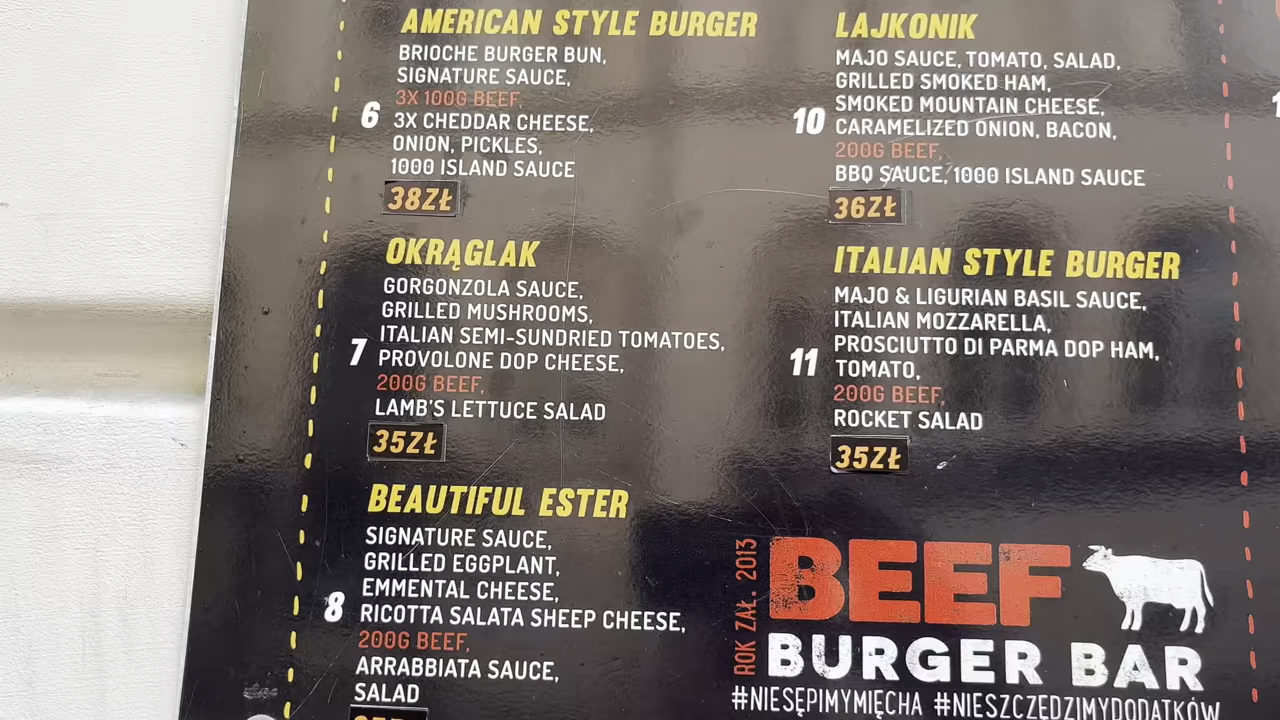 AMERICAN STYLE BURGER
BRIOCHE BURGER BUN,
SIGNATURE SAUCE,
3X 100G BEEF,
6
3X CHEDDAR CHEESE,
ONION, PICKLES,
1000 ISLAND SAUCE
38ZŁ
OKRĄGLAK
GORGONZOLA SAUCE,
GRILLED MUSHROOMS,
ITALIAN SEMI-SUNDRIED TOMATOES,
7
PROVOLONE DOP CHEESE,
200G BEEF,
LAMB'S LETTUCE SALAD
35ZŁ
BEAUTIFUL ESTER
SIGNATURE SAUCE,
GRILLED EGGPLANT,
EMMENTAL CHEESE,
8
RICOTTA SALATA SHEEP CHEESE,
200G BEEF,
ARRABBIATA SAUCE,
SALAD
LAJKONIK
MAJO SAUCE, TOMATO, SALAD,
GRILLED SMOKED HAM,
SMOKED MOUNTAIN CHEESE,
10
CARAMELIZED ONION, BACON,
200G BEEF,
BBQ SAUCE, 1000 ISLAND SAUCE
36ZŁ
ITALIAN STYLE BURGER
MAJO & LIGURIAN BASIL SAUCE,
ITALIAN MOZZARELLA,
PROSCIUTTO DI PARMA DOP HAM,
11
TOMATO,
200G BEEF,
ROCKET SALAD
35ZŁ
ROK ZAŁ. 2013
BEEF
BURGER BAR
#NIESĘPIMYMIĘCHA #NIESZCZĘDZIMYDODATKÓW